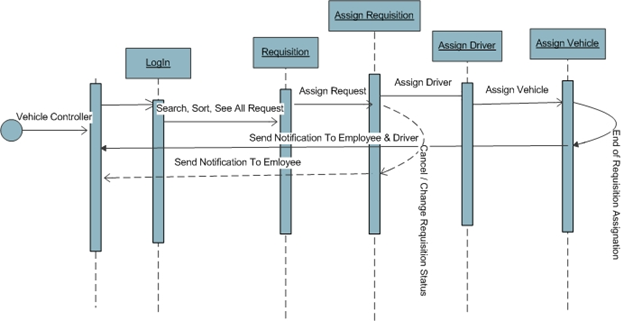 Assign Requisition
Assign Driver
Assign Vehicle
Requisition
LogIn
Assign Request
Assign Driver
Assign Vehicle
Vehicle Controller
Search, Sort, See All Request
Send Notification To Employee & Driver
Send Notification To Emloyee
Cancel / Change Requisition Status
End of Requisition Assignation